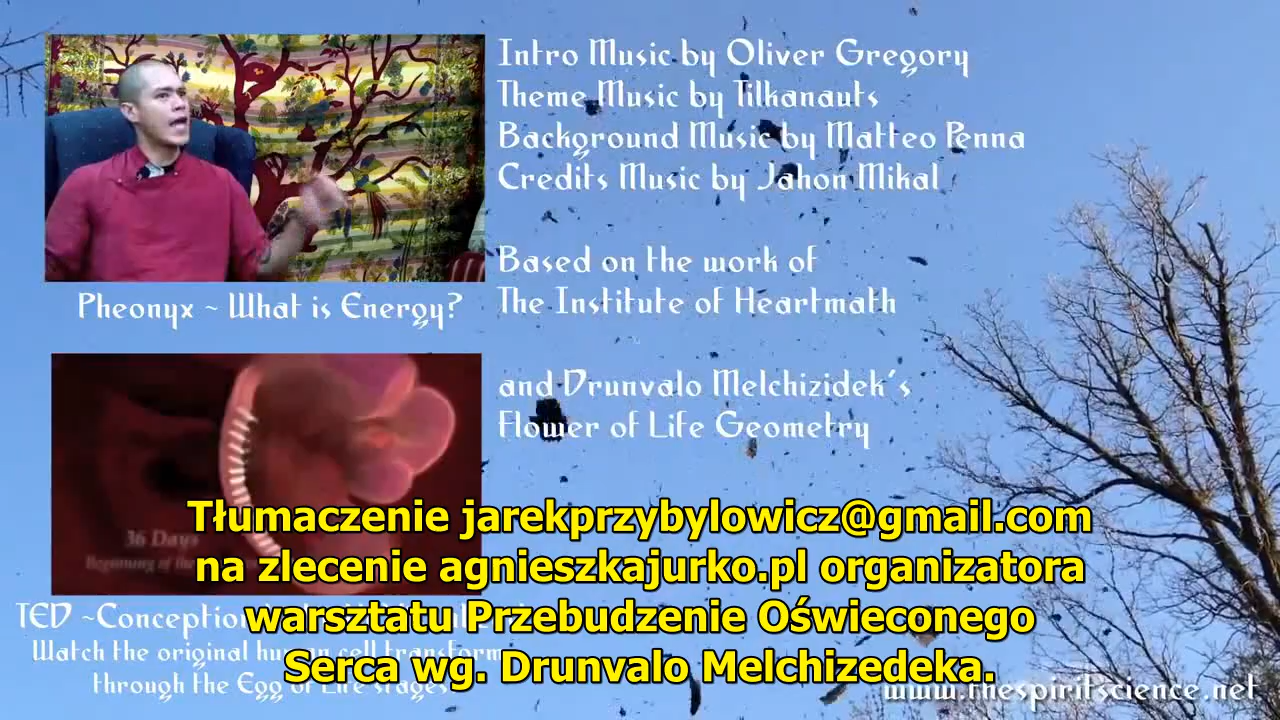 Intro Music by Oliver Gregory
Theme Music by Tilkanauts
Background Music by Matteo Penna
Credits Music by Jahon Mikal
Based on the work of
The Institute of Heartmath
and Drunvalo Melchizidek's
Flower of Life Geometry
Pheonyx ~ What is Energy?
36 Days
Beginning of the
TED ~Conception
Watch the original human cell transform
through the Egg of Life stages
Tłumaczenie jarekprzybylowicz@gmail.com
na zlecenie agnieszkajurko.pl organizatora
warsztatu Przebudzenie Oświeconego
Serca wg. Drunvalo Melchizedeka.
www.thespiritscience.net